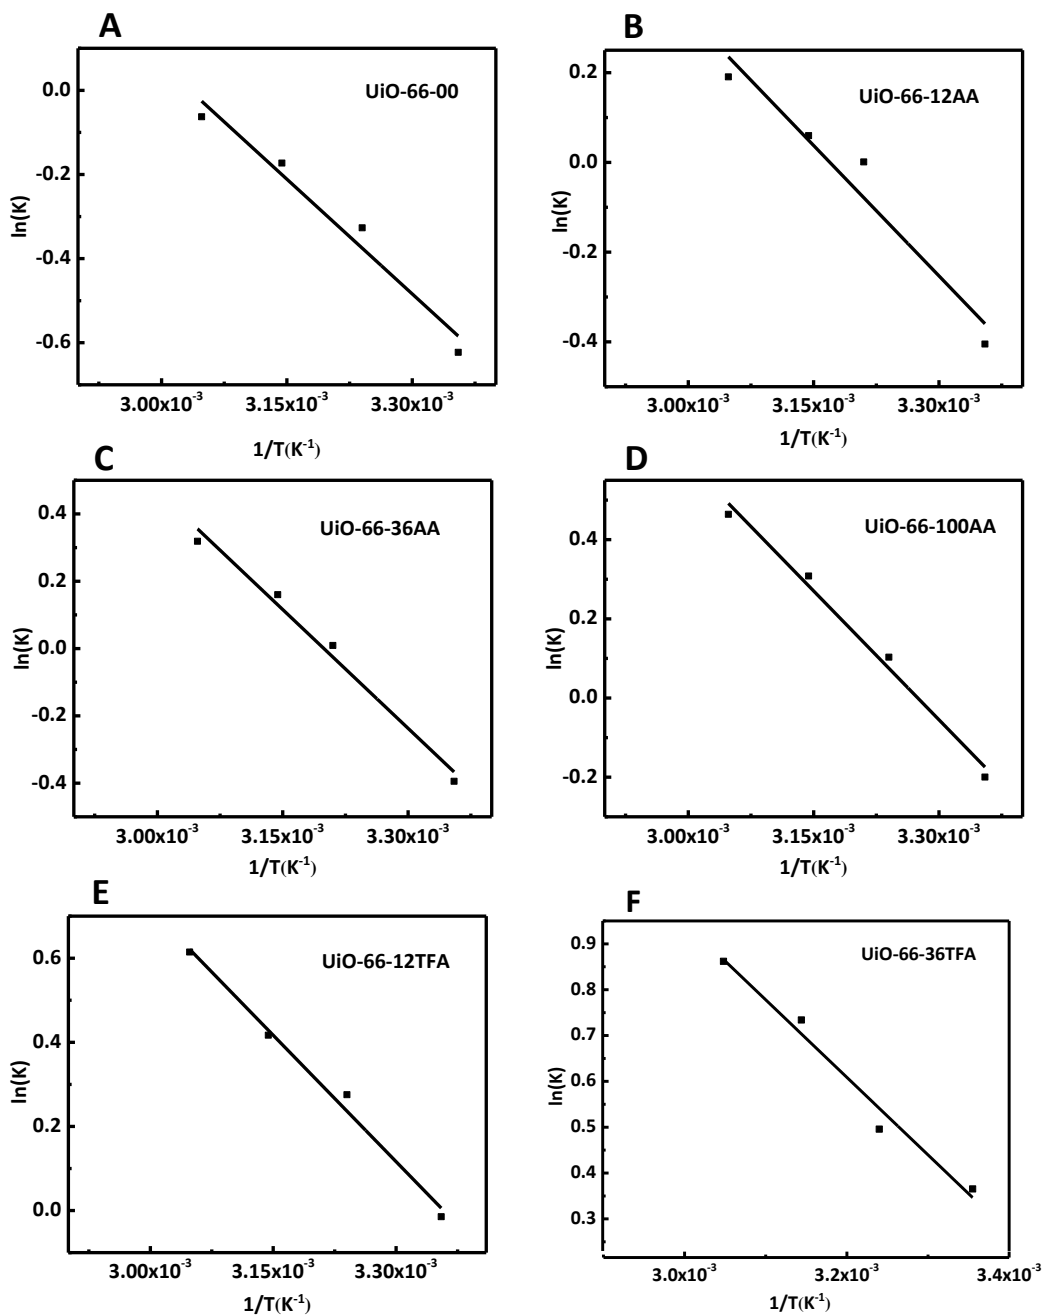 A
UiO-66-00
0.0
-0.2
-0.4
-0.6
ln(K)
3.00x10⁻³ 3.15x10⁻³ 3.30x10⁻³
1/T(K⁻¹)
B
UiO-66-12AA
0.2
0.0
0.2
-0.4
ln(K)
3.00x10⁻³ 3.15x10⁻³ 3.30x10⁻³
1/T(K⁻¹)
C
UiO-66-36AA
0.4
0.2
0.0
-0.2
-0.4
ln(K)
3.00x10⁻³ 3.15x10⁻³ 3.30x10⁻³
1/T(K⁻¹)
D
UiO-66-100AA
0.4
0.2
0.0
-0.2
ln(K)
3.00x10⁻³ 3.15x10⁻³ 3.30x10⁻³
1/T(K⁻¹)
E
UiO-66-12TFA
0.6
0.4
0.2
0.0
ln(K)
3.00x10⁻³ 3.15x10⁻³ 3.30x10⁻³
1/T(K⁻¹)
F
UiO-66-36TFA
0.9
0.8
0.7
0.6
0.5
0.4
0.3
ln(K)
3.0x10⁻³ 3.2x10⁻³ 3.4x10⁻³
1/T(K⁻¹)